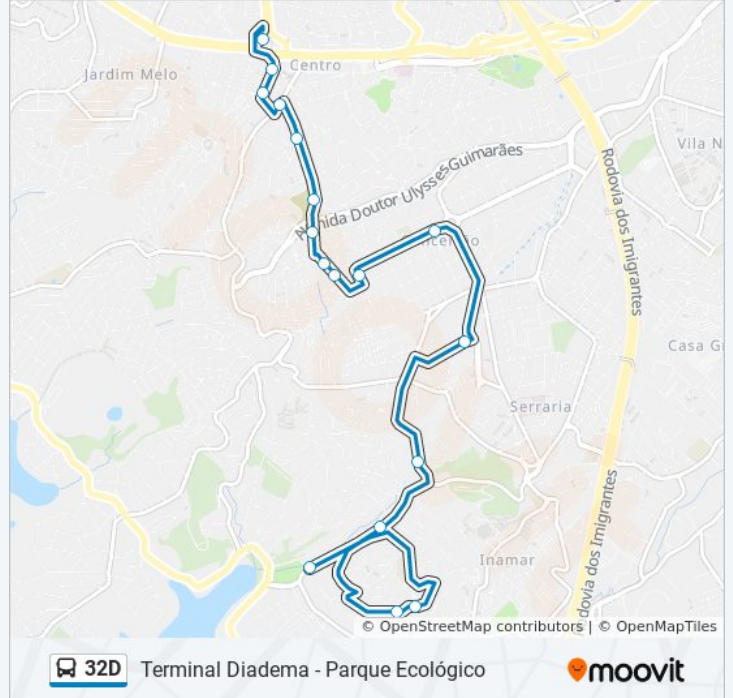 Jardim Melo
Centro
Vila N
Avenida Doutor Ulysses Guimarães
Rodovia dos Imigrantes
Casa G
Serraria
Inamar
dovia dos Imigrantes
© OpenStreetMap contributors | © OpenMapTiles
32D Terminal Diadema - Parque Ecológico
moovit